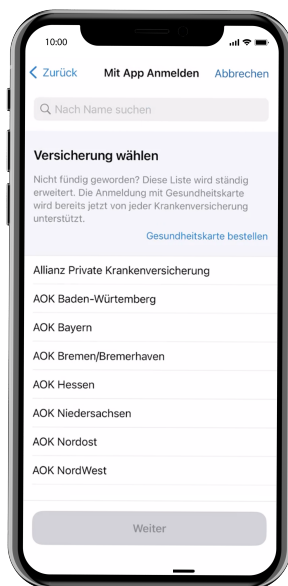 10:00
Zurück Mit App Anmelden Abbrechen
Nach Name suchen
Versicherung wählen
Nicht fündig geworden? Diese Liste wird ständig
erweitert. Die Anmeldung mit Gesundheitskarte
wird bereits jetzt von jeder Krankenversicherung
unterstützt.
Gesundheitskarte bestellen
Allianz Private Krankenversicherung
AOK Baden-Würtemberg
AOK Bayern
AOK Bremen/Bremerhaven
AOK Hessen
AOK Niedersachsen
AOK Nordost
AOK NordWest
Weiter